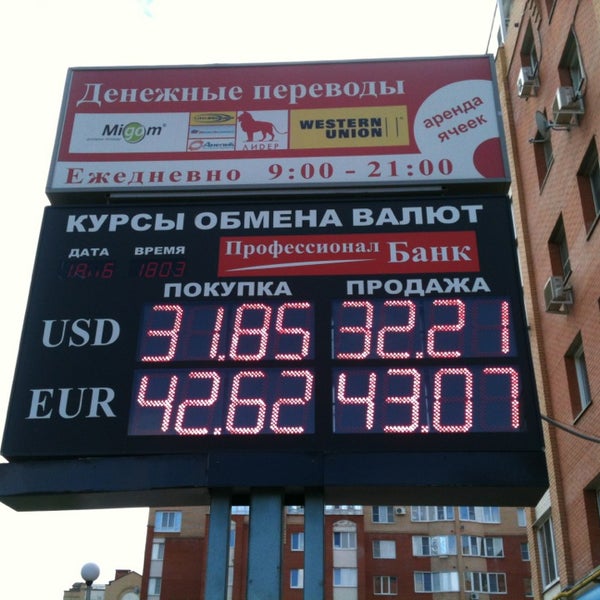 Денежные переводы
Migom
ЛИДЕР
WESTERN UNION
аренда ячеек
Ежедневно 9:00 - 21:00
КУРСЫ ОБМЕНА ВАЛЮТ
ДАТА ВРЕМЯ
1803
Профессионал Банк
ПОКУПКА ПРОДАЖА
USD 31.85 32.21
EUR 42.62 43.07